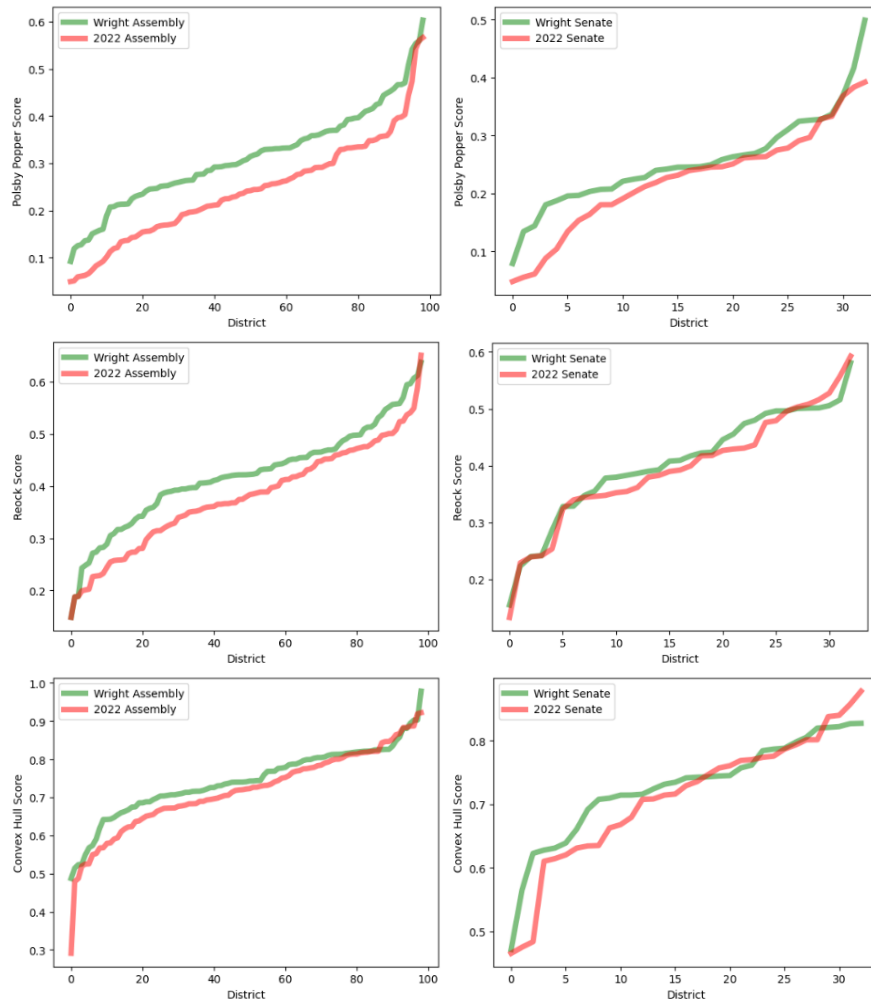 Wright Assembly
2022 Assembly
Polsby Popper Score
0.6
0.5
0.4
0.3
0.2
0.1
0 20 40 60 80 100
District
Wright Senate
2022 Senate
Polsby Popper Score
0.5
0.4
0.3
0.2
0.1
0 5 10 15 20 25 30
District
Wright Assembly
2022 Assembly
Reock Score
0.6
0.5
0.4
0.3
0.2
0 20 40 60 80 100
District
Wright Senate
2022 Senate
Reock Score
0.6
0.5
0.4
0.3
0.2
0 5 10 15 20 25 30
District
Wright Assembly
2022 Assembly
Convex Hull Score
1.0
0.9
0.8
0.7
0.6
0.5
0.4
0.3
0 20 40 60 80 100
District
Wright Senate
2022 Senate
Convex Hull Score
0.8
0.7
0.6
0.5
0 5 10 15 20 25 30
District